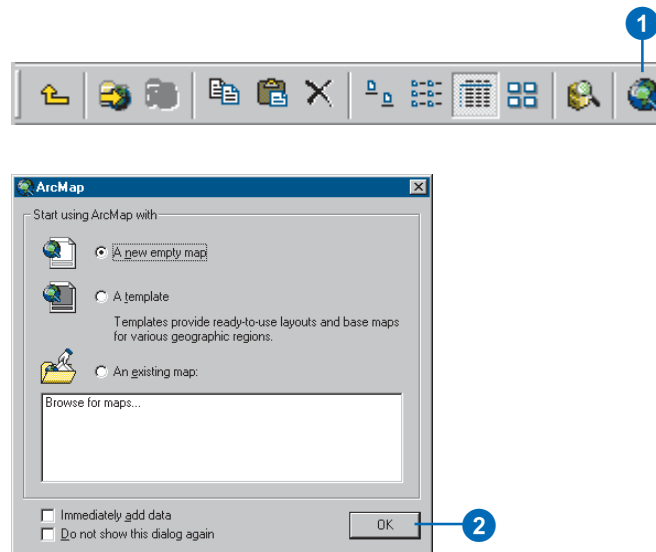 1
ArcMap
Start using ArcMap with
A new empty map
A template
Templates provide ready-to-use layouts and base maps
for various geographic regions.
An existing map:
Browse for maps...
Immediately add data
Do not show this dialog again
OK
2